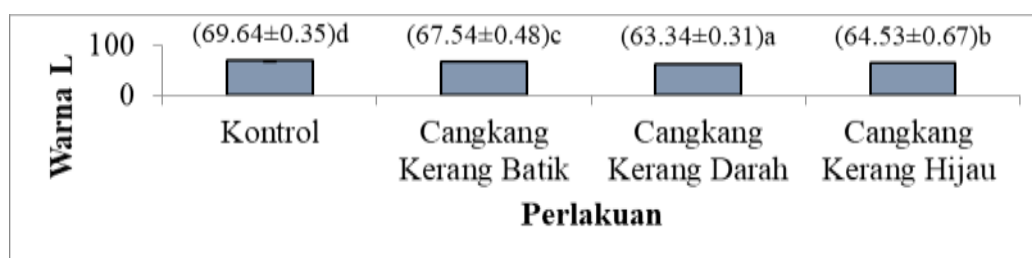 (69.64±0.35)d (67.54±0.48)c (63.34±0.31)a (64.53±0.67)b
100
0
Warna L
Kontrol Cangkang Kerang Batik Cangkang Kerang Darah Cangkang Kerang Hijau
Perlakuan